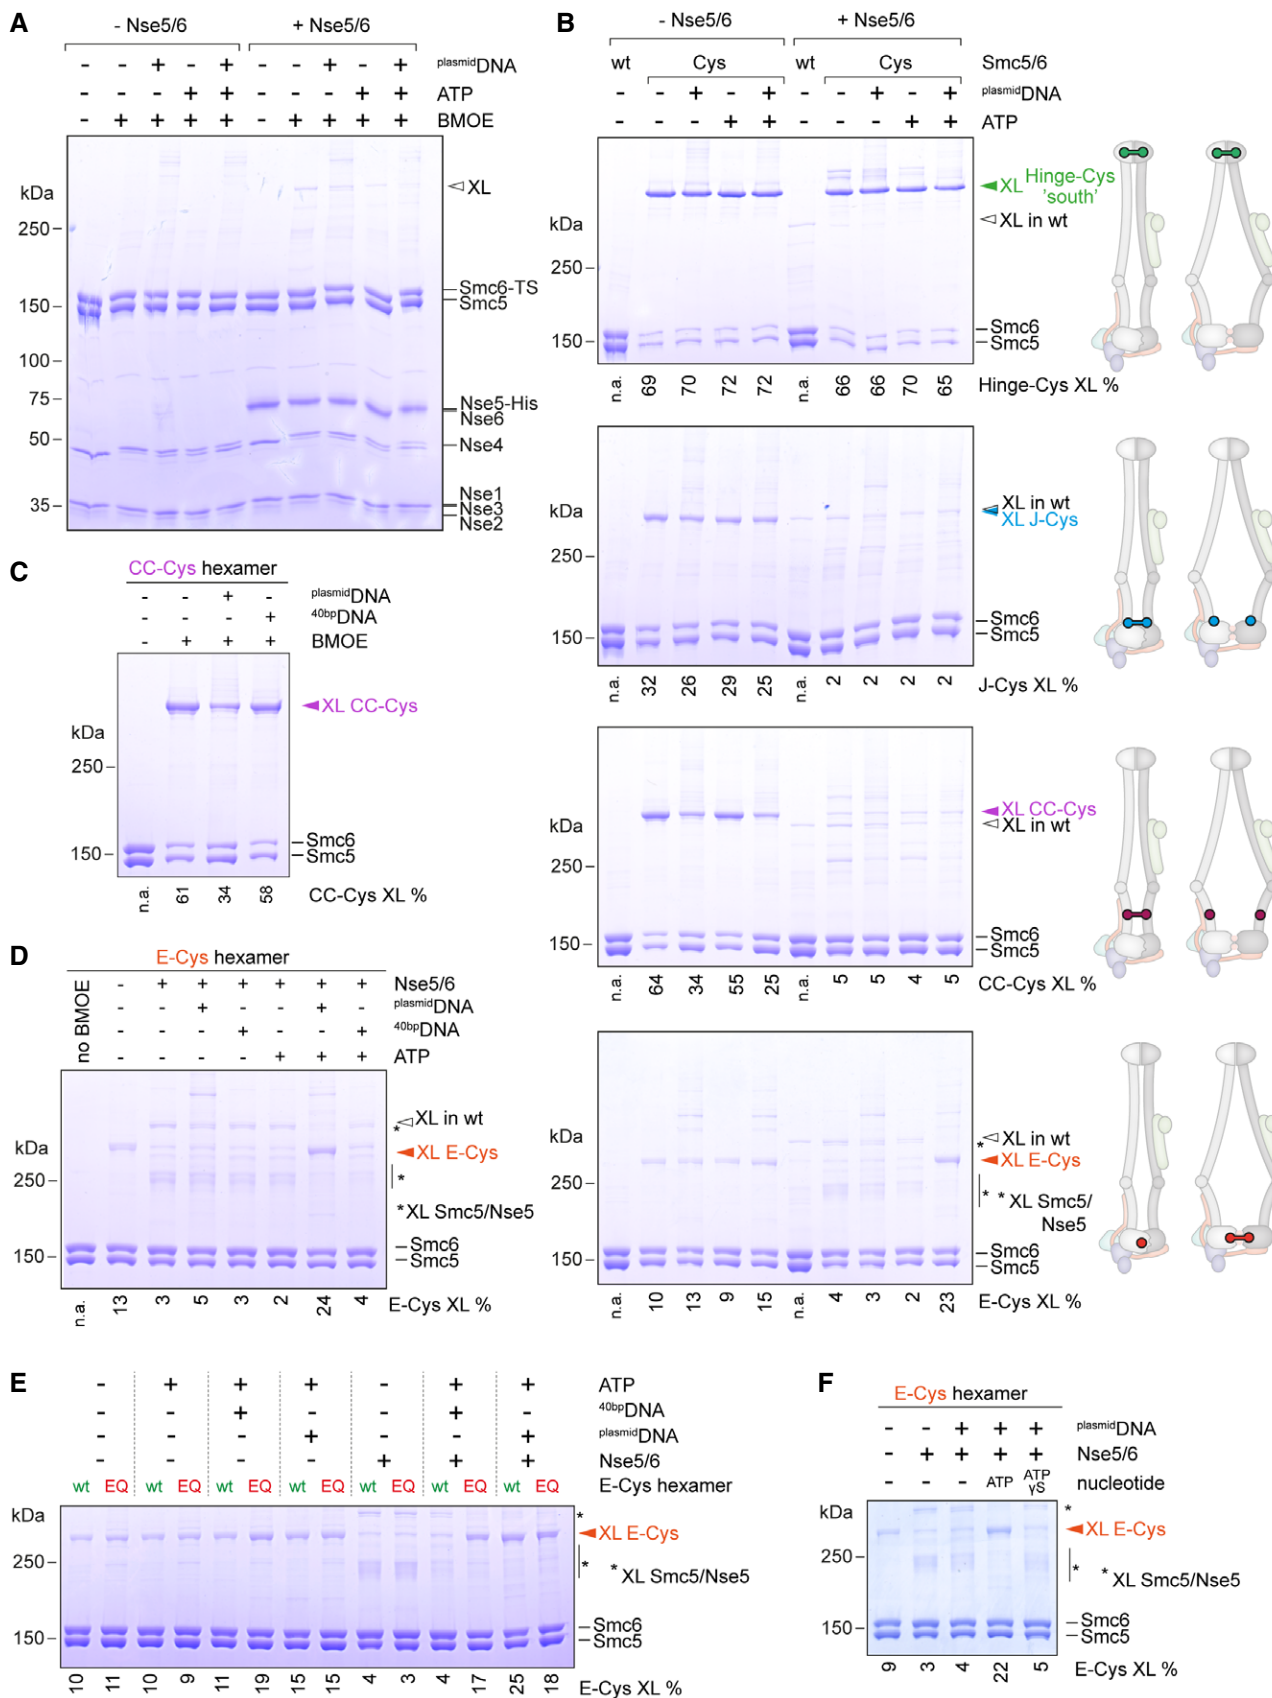 A
- Nse5/6 + Nse5/6
- - + - + - - + - + plasmidDNA
- - - + + - - - + + ATP
- + + + + - + + + + BMOE
kDa
250
150
100
75
50
35
XL
Smc6-TS
Smc5
Nse5-His
Nse6
Nse4
Nse1
Nse3
Nse2
B
- Nse5/6 + Nse5/6
wt Cys wt Cys Smc5/6
- - + - + - - + - + plasmidDNA
- - - + + - - - + + ATP
kDa
250
150
XL Hinge-Cys
'south'
XL in wt
Smc6
Smc5
n.a. 69 70 72 72 n.a. 66 66 70 65 Hinge-Cys XL %
kDa
250
150
XL in wt
XL J-Cys
Smc6
Smc5
n.a. 32 26 29 25 n.a. 2 2 2 2 J-Cys XL %
kDa
250
150
XL CC-Cys
XL in wt
Smc6
Smc5
n.a. 64 34 55 25 n.a. 5 5 4 5 CC-Cys XL %
kDa
250
150
XL in wt
*
XL E-Cys
* * XL Smc5/
Nse5
Smc6
Smc5
n.a. 10 13 9 15 n.a. 4 3 2 23 E-Cys XL %
C
CC-Cys hexamer
- - + - plasmidDNA
- - - + 40bpDNA
- + + + BMOE
kDa
250
150
XL CC-Cys
Smc6
Smc5
n.a. 61 34 58 CC-Cys XL %
D
E-Cys hexamer
no BMOE
- + + + + + + Nse5/6
- - + - - + - plasmidDNA
- - - + - - + 40bpDNA
- - - - + + + ATP
kDa
250
150
XL in wt
*
XL E-Cys
*
*XL Smc5/Nse5
Smc6
Smc5
n.a. 13 3 5 3 2 24 4 E-Cys XL %
E
- + + + - + + ATP
- - + - - + - 40bpDNA
- - - + - - + plasmidDNA
- - - - + + + Nse5/6
wt EQ wt EQ wt EQ wt EQ wt EQ wt EQ wt EQ E-Cys hexamer
kDa
250
150
*
XL E-Cys
* * XL Smc5/Nse5
Smc6
Smc5
10 11 10 9 11 19 15 15 4 3 4 17 25 18 E-Cys XL %
F
E-Cys hexamer
- - + + + plasmidDNA
- + + + + Nse5/6
- - - ATP ATP γS nucleotide
kDa
250
150
*
XL E-Cys
* * XL Smc5/Nse5
Smc6
Smc5
9 3 4 22 5 E-Cys XL %